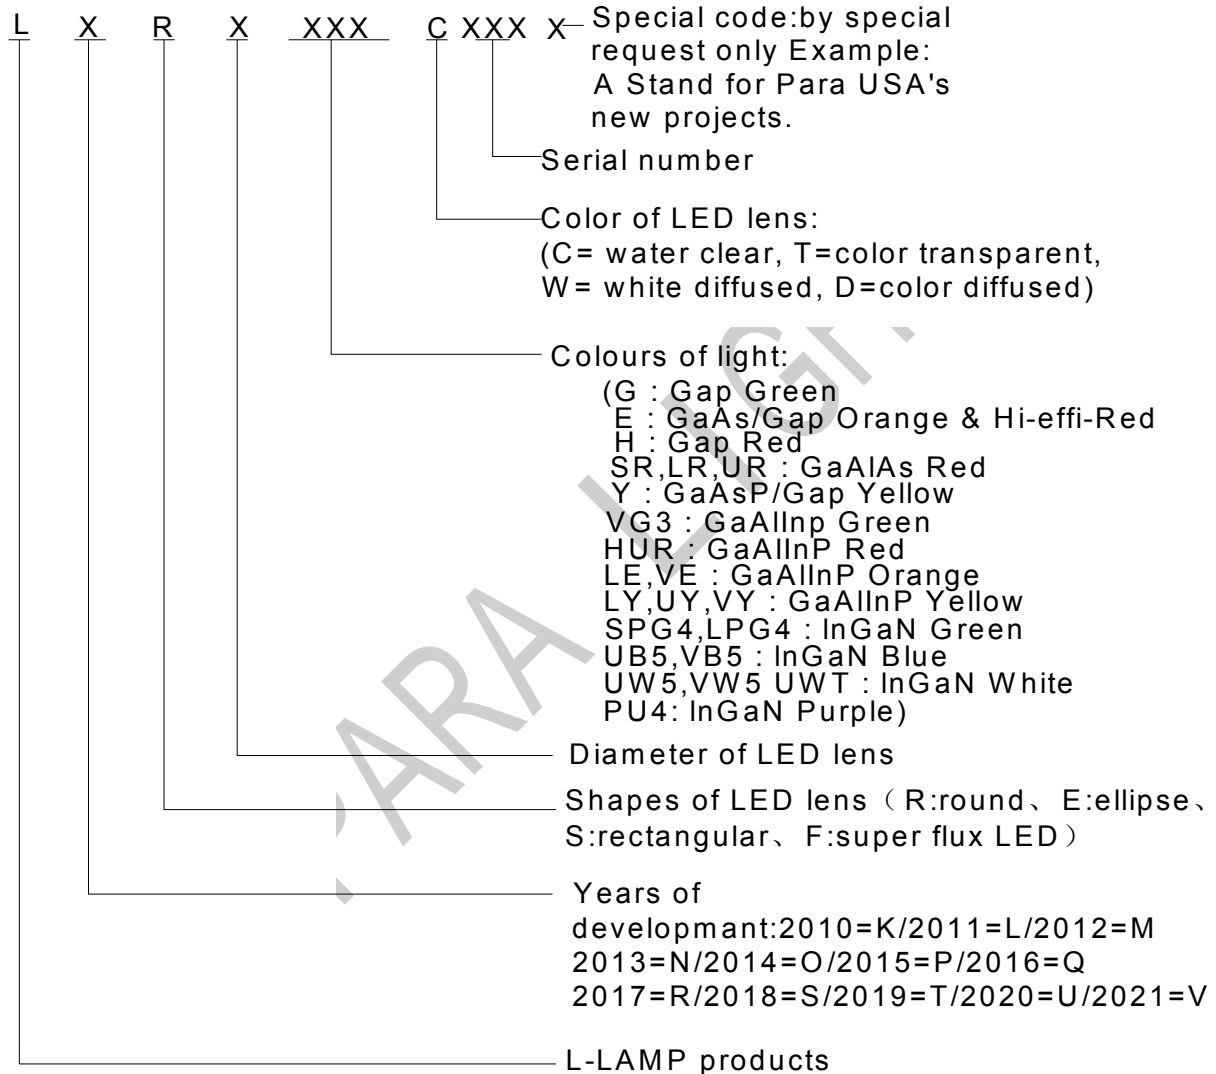 L X R X XXX C XXX X Special code:by special
request only Example:
A Stand for Para USA's
new projects.
Serial number
Color of LED lens:
(C= water clear, T=color transparent,
W= white diffused, D=color diffused)
Colours of light:
(G : Gap Green
E : GaAs/Gap Orange & Hi-effi-Red
H : Gap Red
SR,LR,UR : GaAlAs Red
Y : GaAsP/Gap Yellow
VG3 : GaAlInp Green
HUR : GaAlInP Red
LE,VE : GaAlInP Orange
LY,UY,VY : GaAlInP Yellow
SPG4,LPG4 : InGaN Green
UB5,VB5 : InGaN Blue
UW5,VW5 UWT : InGaN White
PU4: InGaN Purple)
Diameter of LED lens
Shapes of LED lens（R:round、E:ellipse、
S:rectangular、F:super flux LED）
Years of
developmant:2010=K/2011=L/2012=M
2013=N/2014=O/2015=P/2016=Q
2017=R/2018=S/2019=T/2020=U/2021=V
L-LAMP products
PARA LIGH